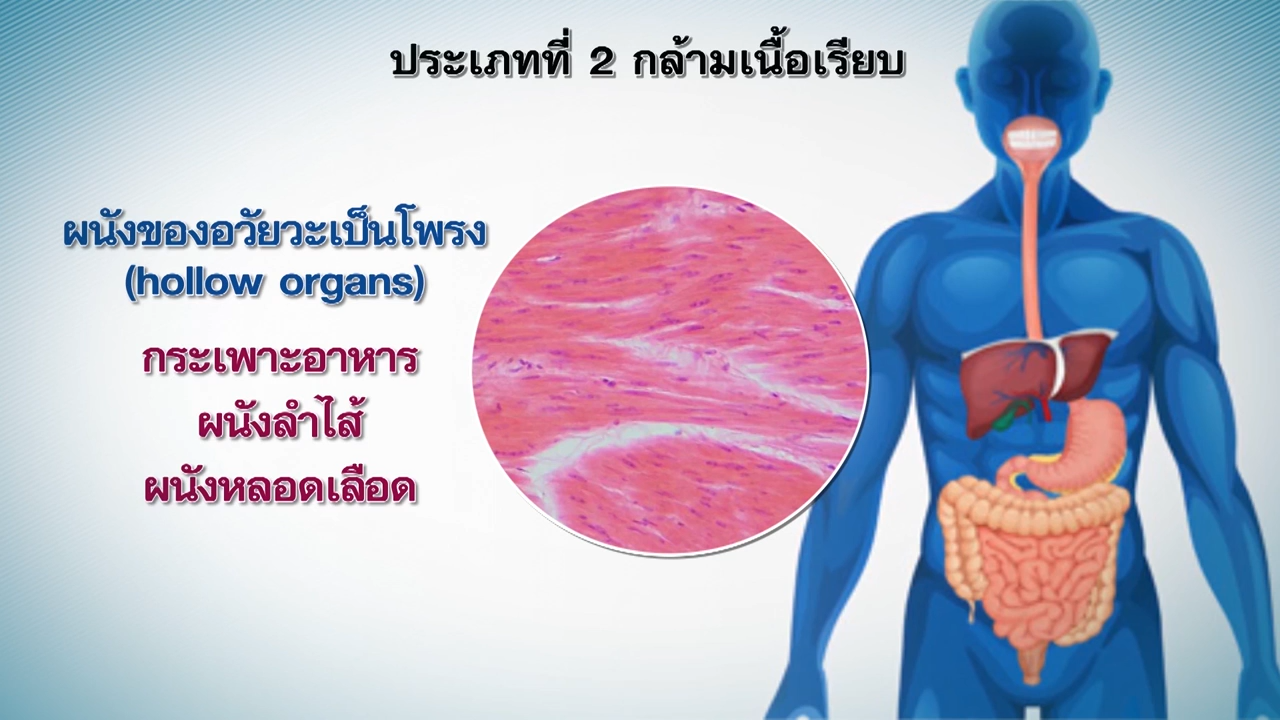 ประเภทที่ 2 กล้ามเนื้อเรียบ
ผนังของอวัยวะเป็นโพรง
(hollow organs)
กระเพาะอาหาร
ผนังลำไส้
ผนังหลอดเลือด